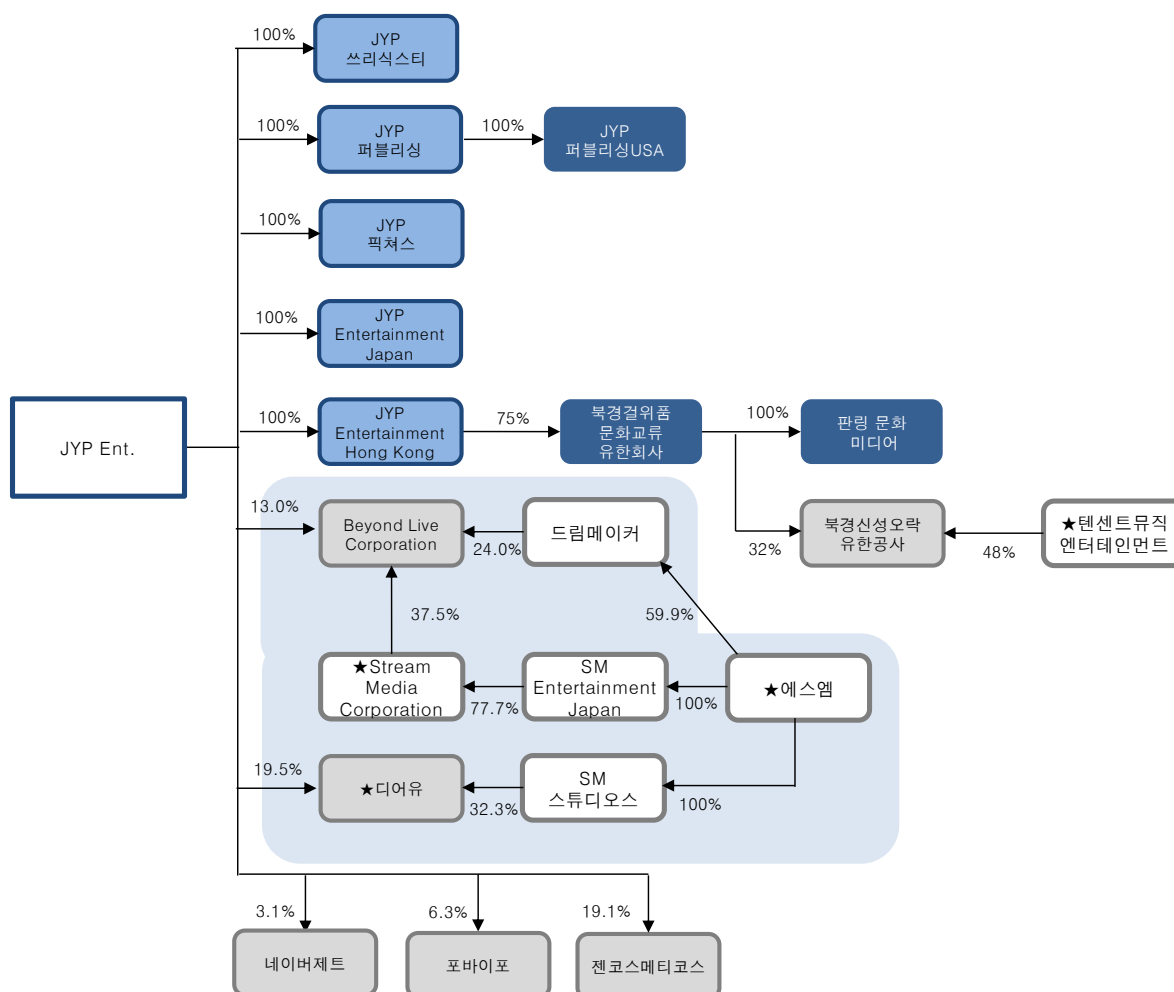 100%
JYP
쓰리식스티
100%
JYP
퍼블리싱
100%
JYP
퍼블리싱USA
100%
JYP
픽쳐스
100%
JYP
Entertainment
Japan
JYP Ent.
100%
JYP
Entertainment
Hong Kong
75%
북경걸위품
문화교류
유한회사
100%
판링 문화
미디어
13.0%
Beyond Live
Corporation
24.0%
드림메이커
32%
북경신성오락
유한공사
48%
★텐센트뮤직
엔터테인먼트
37.5%
59.9%
★Stream
Media
Corporation
77.7%
SM
Entertainment
Japan
100%
★에스엠
19.5%
★디어유
32.3%
SM
스튜디오스
100%
3.1%
네이버제트
6.3%
포바이포
19.1%
젠코스메티코스